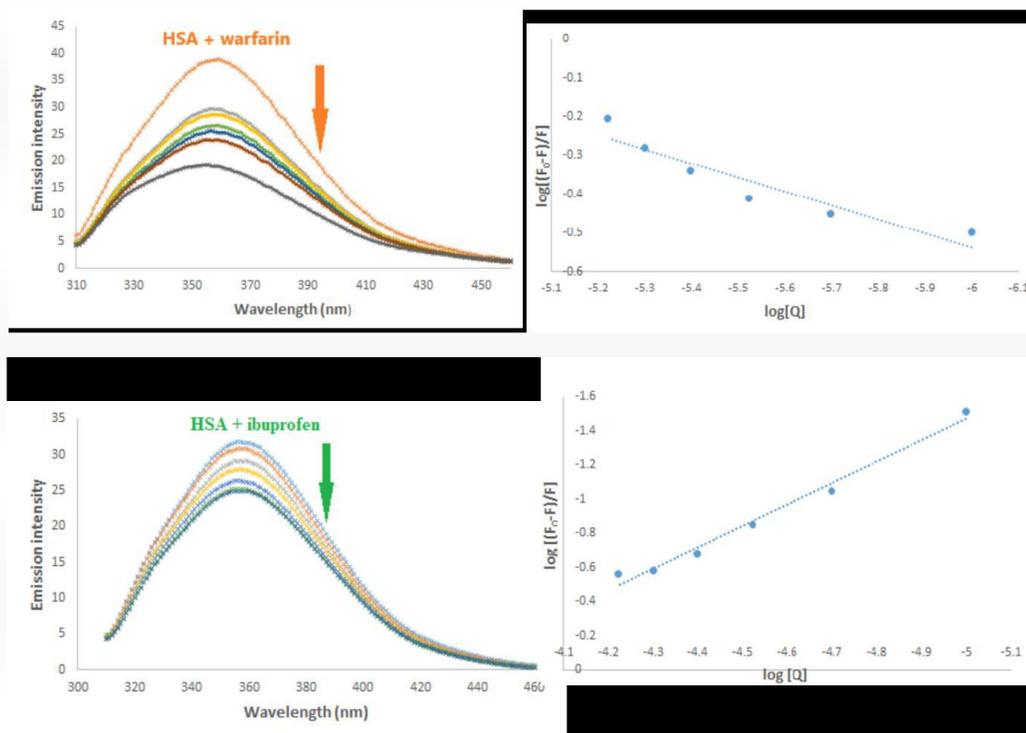 HSA + warfarin
Emission intensity
45
40
35
30
25
20
15
10
5
0
310 330 350 370 390 410 430 450
Wavelength (nm)
log[(F0-F)/F]
0
-0.1
-0.2
-0.3
-0.4
-0.5
-0.6
-5.1 -5.2 -5.3 -5.4 -5.5 -5.6 -5.7 -5.8 -5.9 -6 -6.1
log[Q]
HSA + ibuprofen
Emission intensity
35
30
25
20
15
10
5
0
300 320 340 360 380 400 420 440 460
Wavelength (nm)
log [(F0-F)/F]
-1.6
-1.4
-1.2
-1
-0.8
-0.6
-0.4
-0.2
0
-4.1 -4.2 -4.3 -4.4 -4.5 -4.6 -4.7 -4.8 -4.9 -5 -5.1
log [Q]